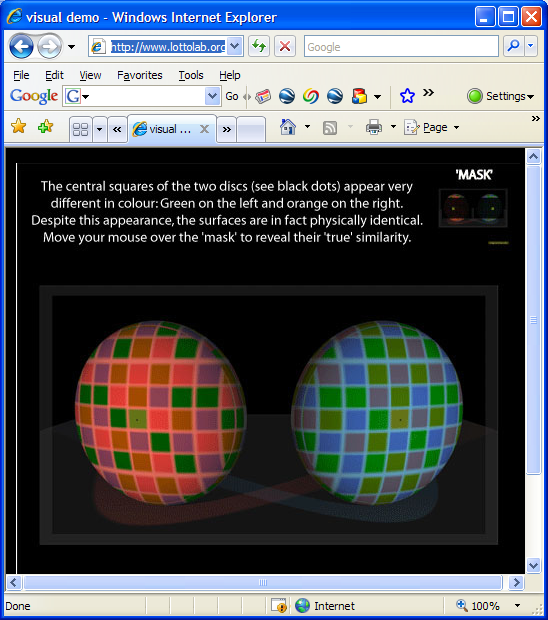 visual demo - Windows Internet Explorer
http://www.lottolab.org
Google
File Edit View Favorites Tools Help
Google G Go Settings
visual ... Page
'MASK'
The central squares of the two discs (see black dots) appear very
different in colour: Green on the left and orange on the right.
Despite this appearance, the surfaces are in fact physically identical.
Move your mouse over the 'mask' to reveal their 'true' similarity.
Done Internet 100%